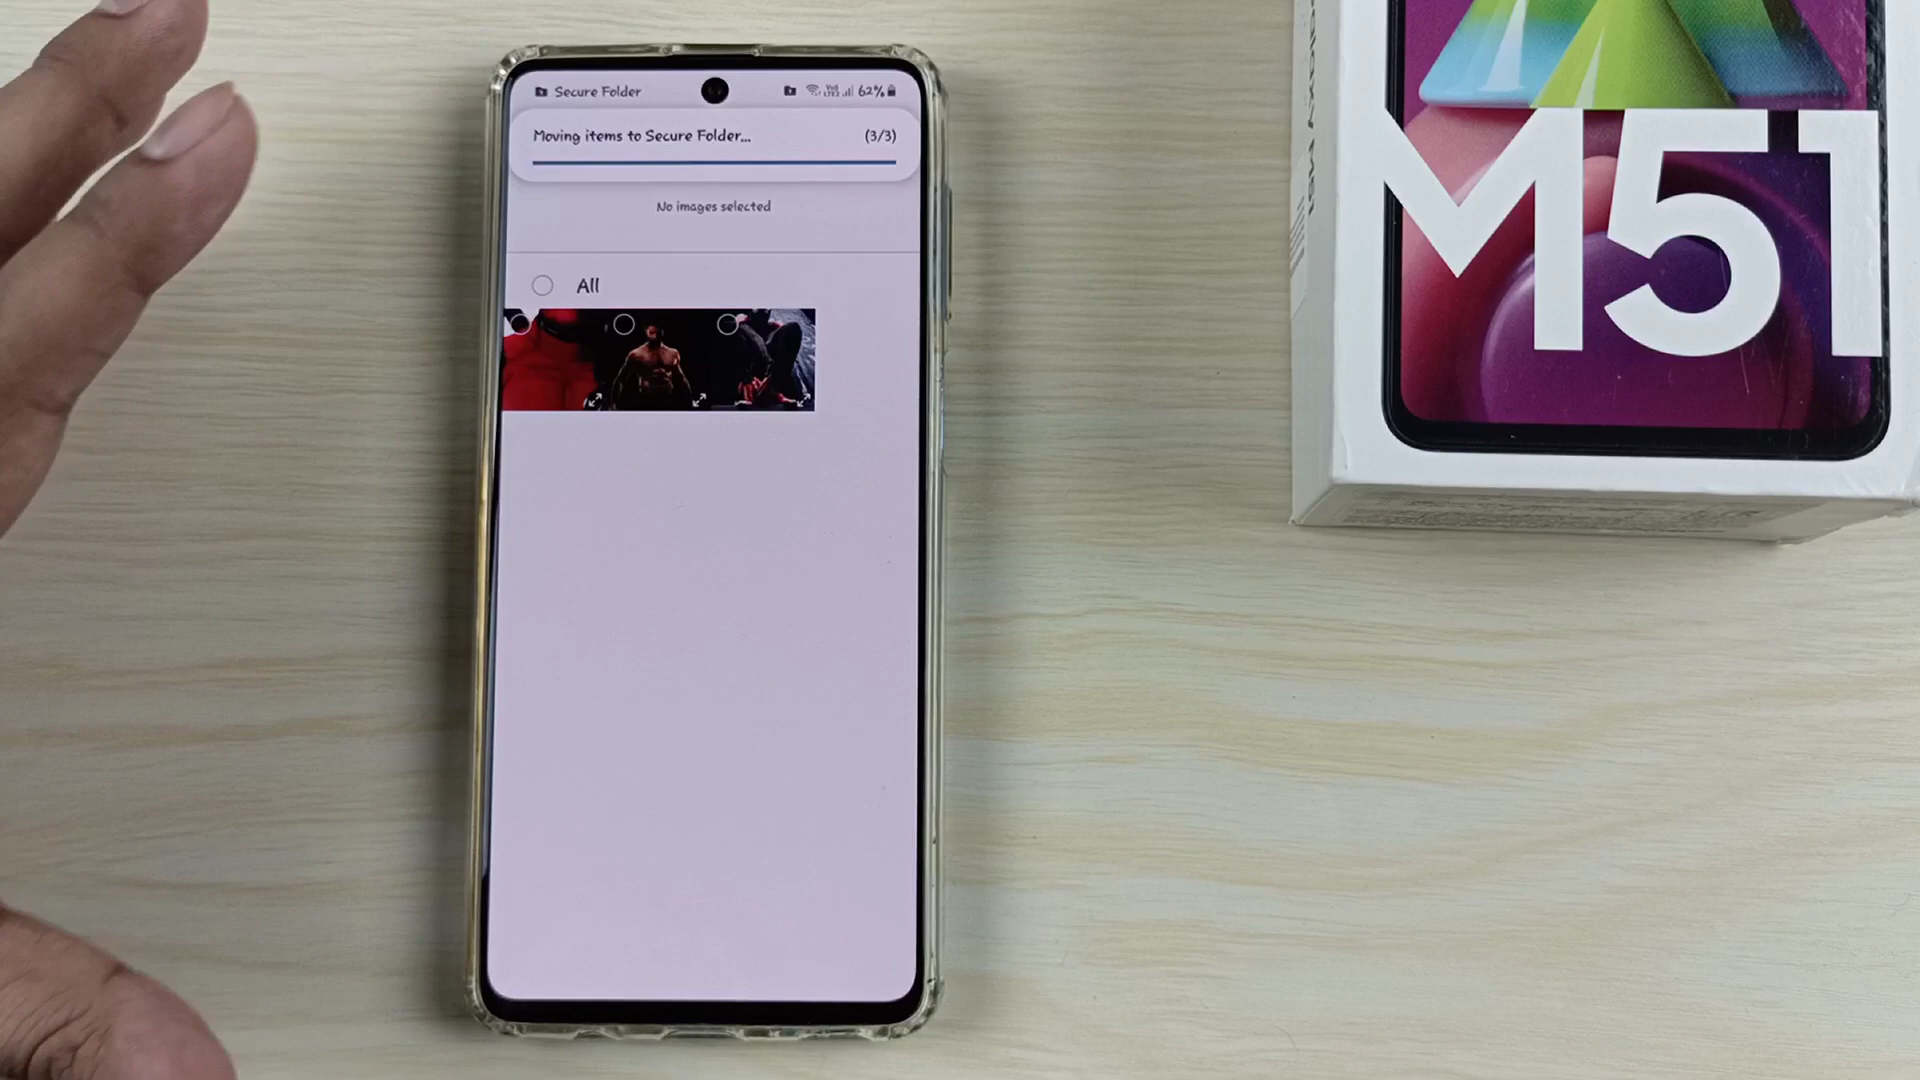 Secure Folder
62%
Moving items to Secure Folder... (3/3)
No images selected
All
M51